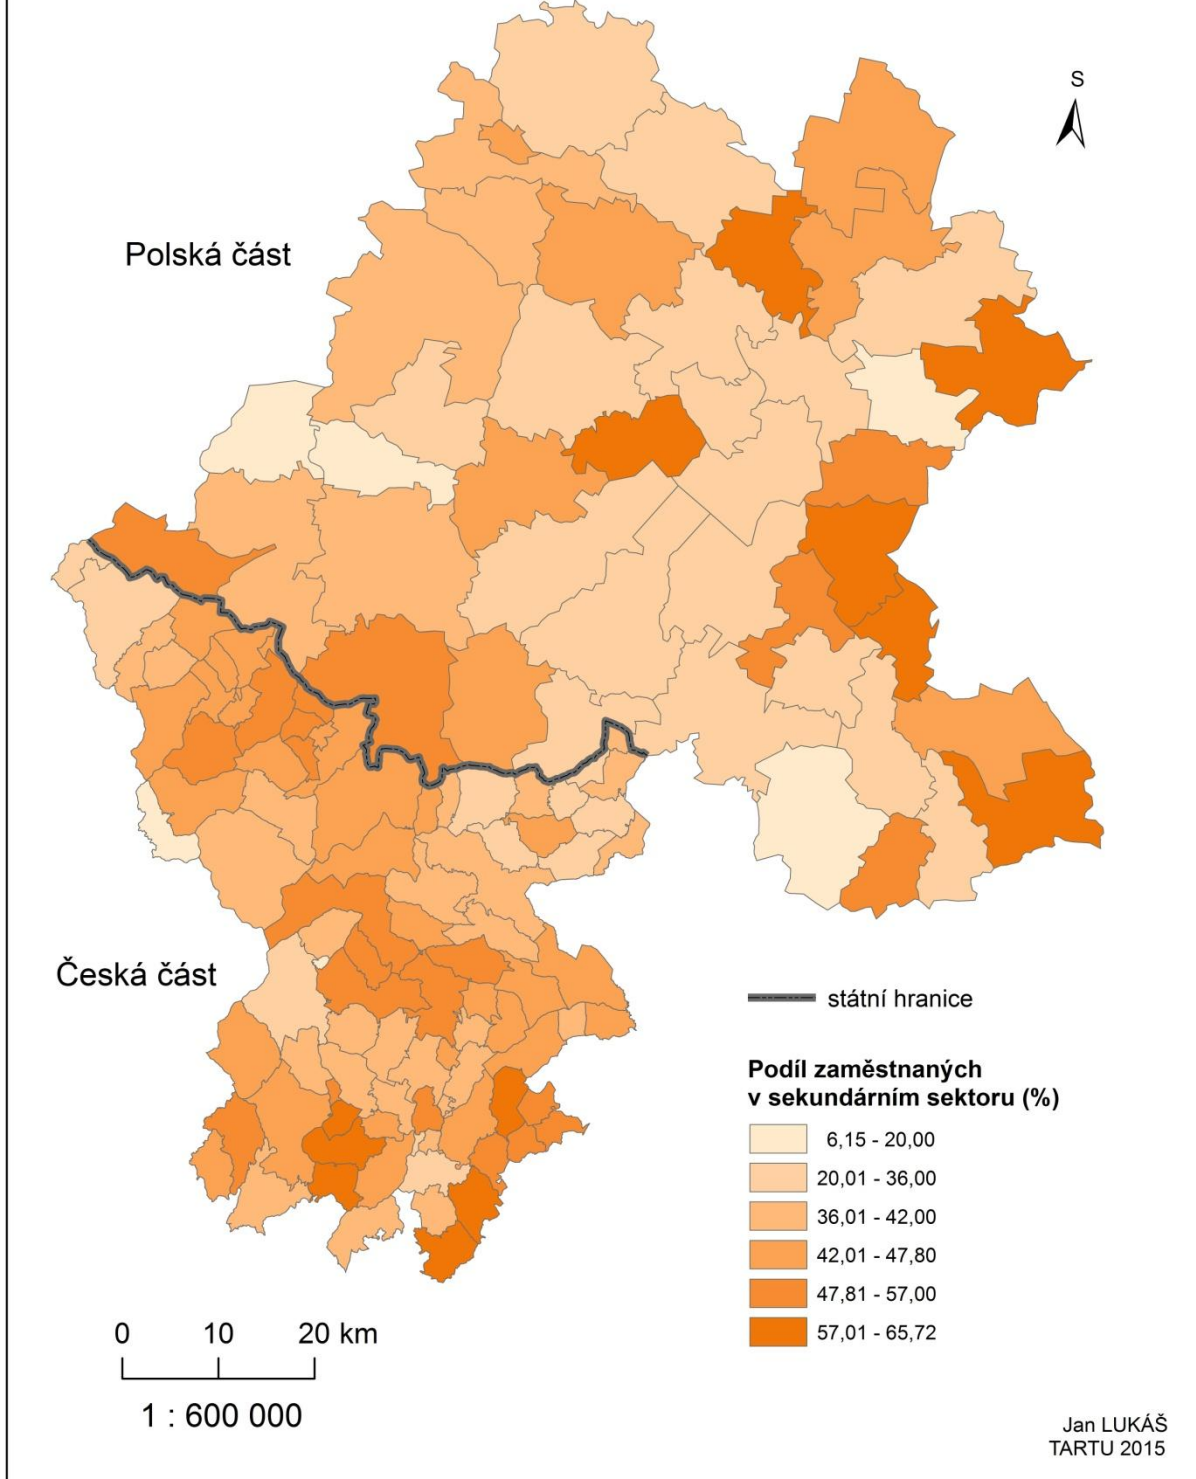 S
Polská část
Česká část
státní hranice
Podíl zaměstnaných
v sekundárním sektoru (%)
6,15 - 20,00
20,01 - 36,00
36,01 - 42,00
42,01 - 47,80
47,81 - 57,00
57,01 - 65,72
0 10 20 km
1 : 600 000
Jan LUKÁŠ
TARTU 2015